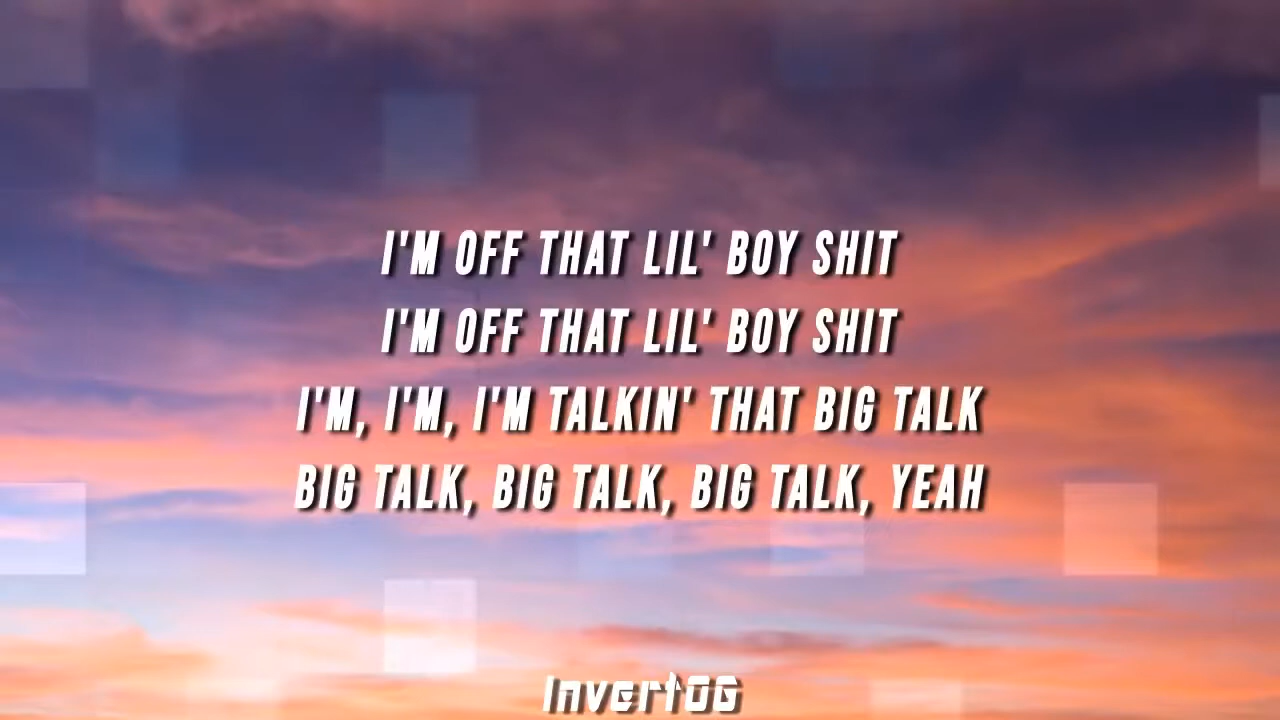 I'M OFF THAT LIL' BOY SHIT
I'M OFF THAT LIL' BOY SHIT
I'M, I'M, I'M TALKIN' THAT BIG TALK
BIG TALK, BIG TALK, BIG TALK, YEAH
InvertOG